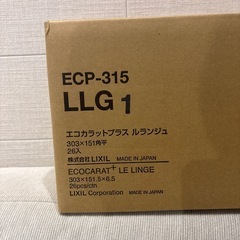 ECP-315
LLG 1
エコカラットプラス ルランジュ
303×151角平
26入
株式会社 LIXIL MADE IN JAPAN
ECOCARAT+ LE LINGE
303×151.5×6.5
26pcs/ctn
LIXIL Corporation MADE IN JAPAN